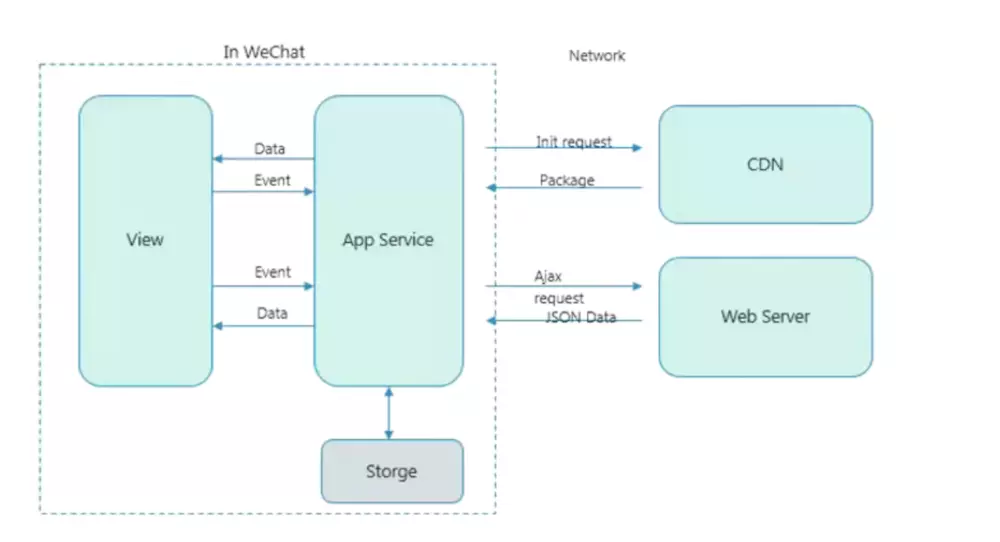 In WeChat
Network
Data
Event
View
App Service
Event
Data
Storge
Init request
Package
CDN
Ajax
request
JSON Data
Web Server